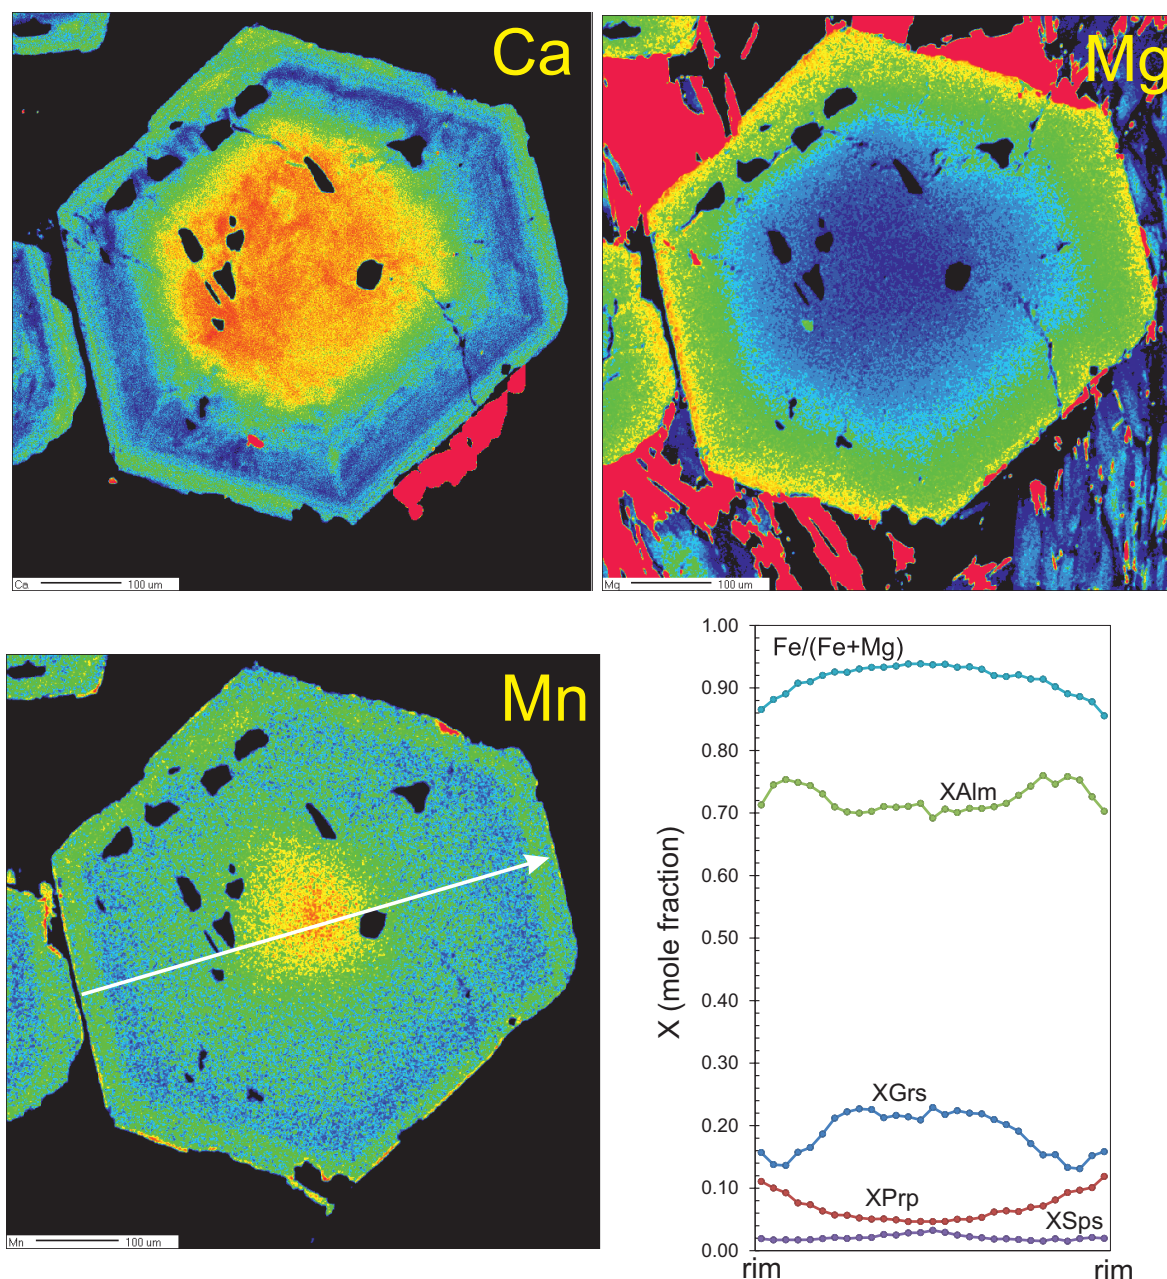 Ca
Mg
Ca
100 um
Mg
100 um
Mn
Mn
100 um
1.00
0.90
0.80
0.70
0.60
0.50
0.40
0.30
0.20
0.10
0.00
X (mole fraction)
Fe/(Fe+Mg)
XAlm
XGrs
XPrp
XSps
rim
rim